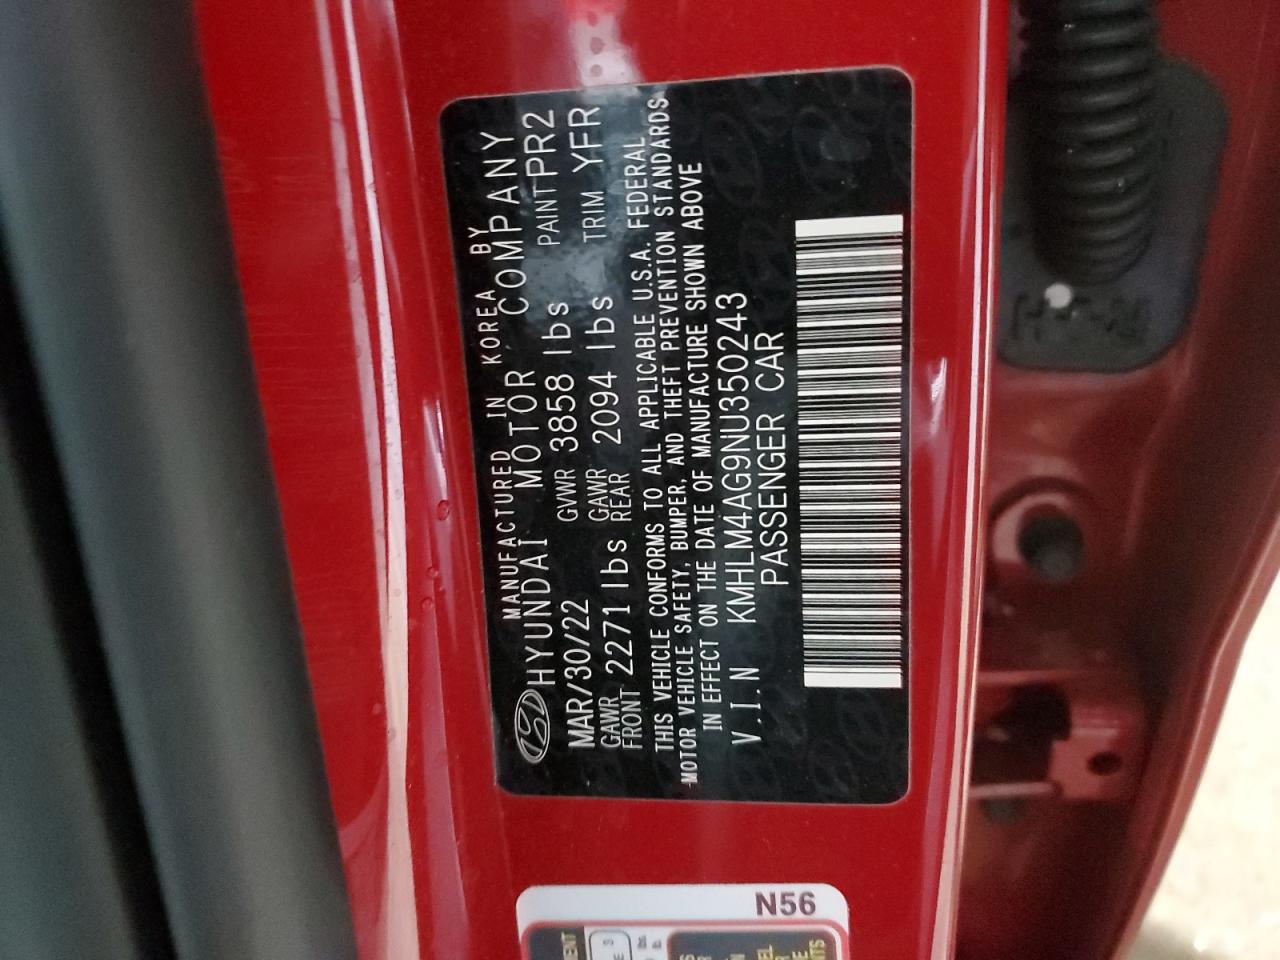 MANUFACTURED IN KOREA BY
HYUNDAI MOTOR COMPANY
MAR/30/22 GVWR 3858 lbs PAINT PR2
GAWR FRONT 2271 lbs GAWR REAR 2094 lbs TRIM YFR
THIS VEHICLE CONFORMS TO ALL APPLICABLE U.S.A. FEDERAL
MOTOR VEHICLE SAFETY, BUMPER, AND THEFT PREVENTION STANDARDS
IN EFFECT ON THE DATE OF MANUFACTURE SHOWN ABOVE
V.I.N KMHLM4AG9NU350243
PASSENGER CAR
N56